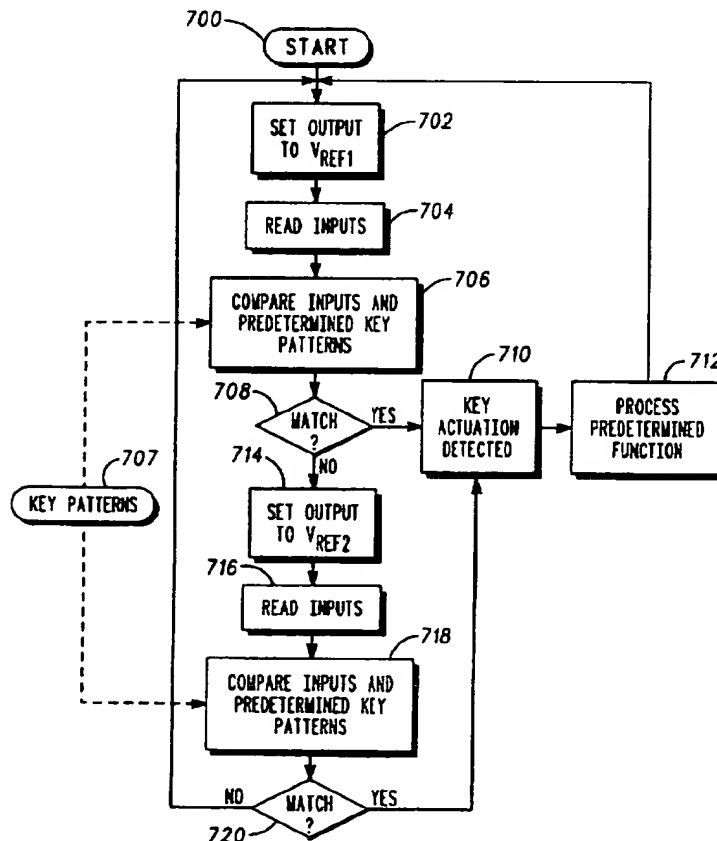 700
START
SET OUTPUT
TO VREF1
702
READ INPUTS
704
COMPARE INPUTS AND
PREDETERMINED KEY
PATTERNS
706
708
MATCH
?
YES
NO
710
KEY
ACTUATION
DETECTED
712
PROCESS
PREDETERMINED
FUNCTION
707
KEY PATTERNS
714
SET OUTPUT
TO VREF2
716
READ INPUTS
718
COMPARE INPUTS AND
PREDETERMINED KEY
PATTERNS
NO
MATCH
?
YES
720